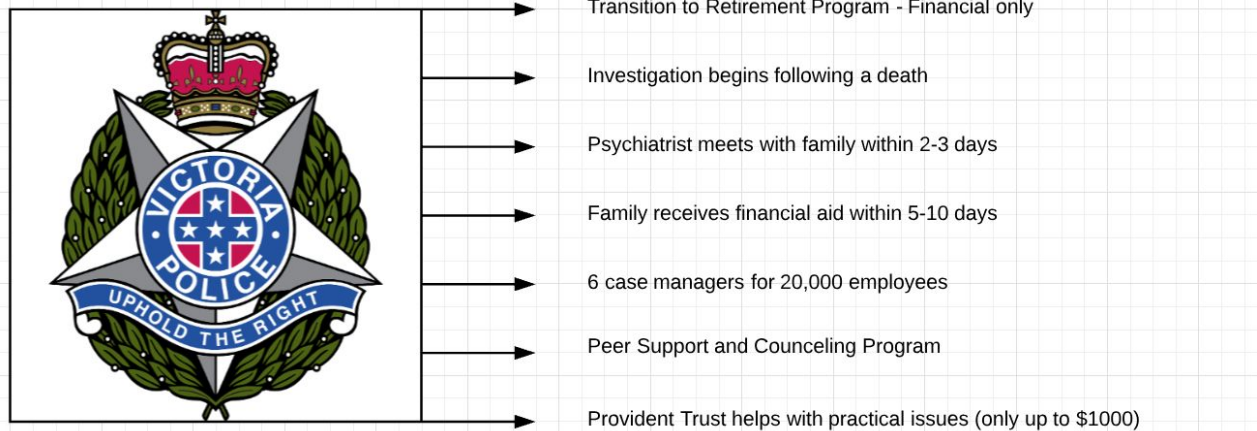 Transition to Retirement Program - Financial only
Investigation begins following a death
Psychiatrist meets with family within 2-3 days
VICTORIA
POLICE
Family receives financial aid within 5-10 days
6 case managers for 20,000 employees
UPHOLD THE RIGHT
Peer Support and Counceling Program
Provident Trust helps with practical issues (only up to $1000)